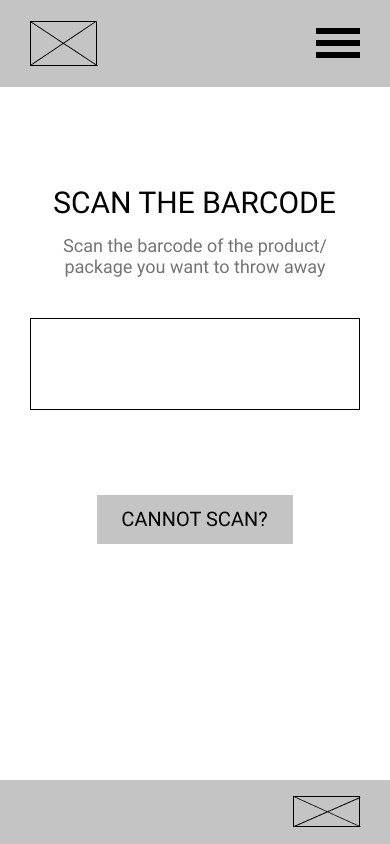 SCAN THE BARCODE
Scan the barcode of the product/
package you want to throw away
CANNOT SCAN?